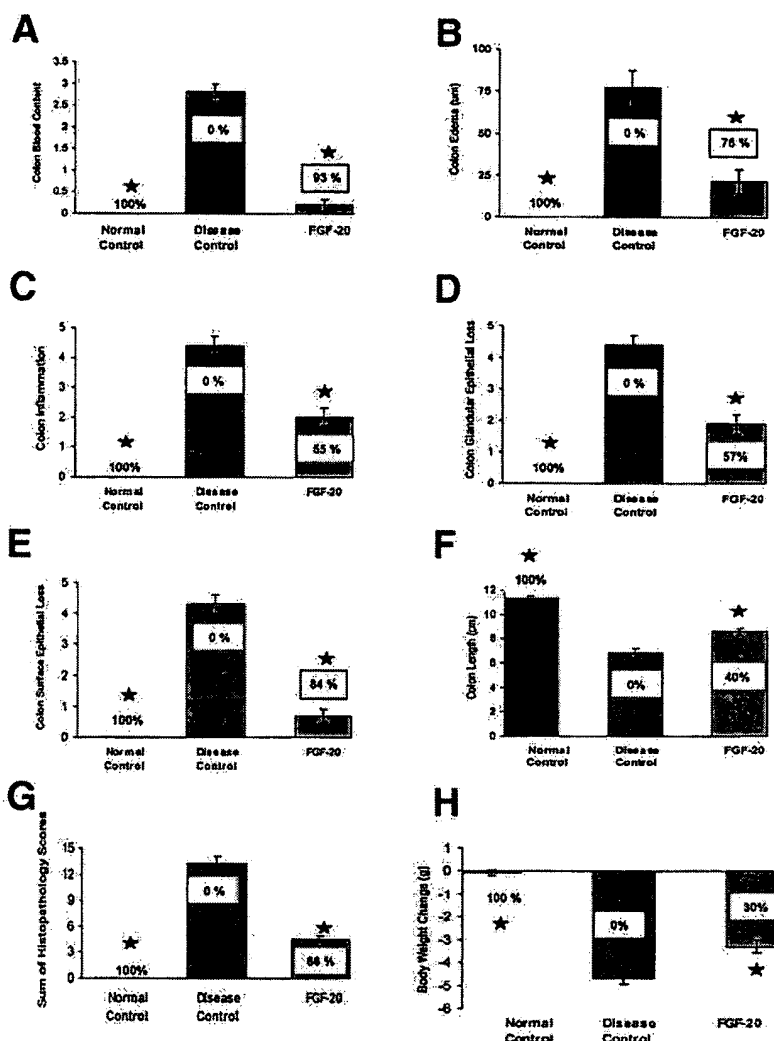 A
Colon Blood Content
3.5
3
2.5
2
1.5
1
0.5
0
0 %
93 %
100%
Normal Control
Disease Control
FGF-20
B
Colon Edema (um)
100
75
50
25
0
0 %
76 %
100%
Normal Control
Disease Control
FGF-20
C
Colon Inflammation
5
4
3
2
1
0
0 %
55 %
100%
Normal Control
Disease Control
FGF-20
D
Colon Glandular Epithelial Loss
5
4
3
2
1
0
0 %
57%
100%
Normal Control
Disease Control
FGF-20
E
Colon Surface Epithelial Loss
5
4
3
2
1
0
0 %
84 %
100%
Normal Control
Disease Control
FGF-20
F
Colon Length (cm)
12
10
8
6
4
2
0
100%
0%
40%
Normal Control
Disease Control
FGF-20
G
Sum of Histopathology Scores
15
12
9
6
3
0
0 %
66 %
100%
Normal Control
Disease Control
FGF-20
H
Body Weight Change (g)
1
0
-1
-2
-3
-4
-5
-6
100 %
0%
30%
Normal Control
Disease Control
FGF-20